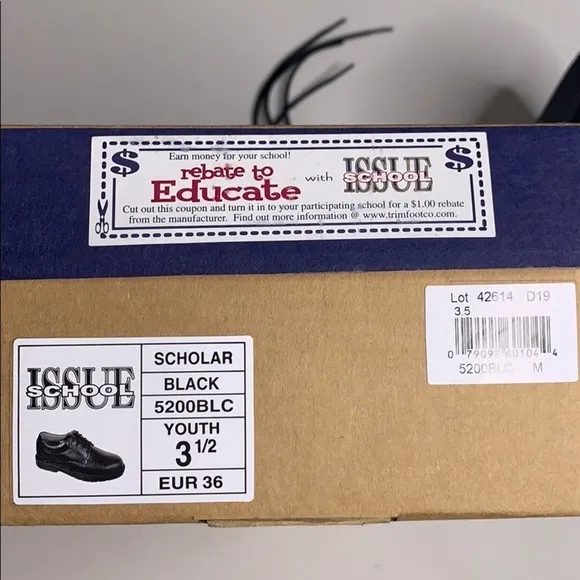 $ $
Earn money for your school!
rebate to
Educate
with
ISSUE
SCHOOL
Cut out this coupon and turn it in to your participating school for a $1.00 rebate
from the manufacturer. Find out more information @ www.trimfootco.com.
Lot 42614 D19
3.5
0 79092 60104 4
5200BLC M
ISSUE
SCHOOL
SCHOLAR
BLACK
5200BLC
YOUTH
3 1/2
EUR 36